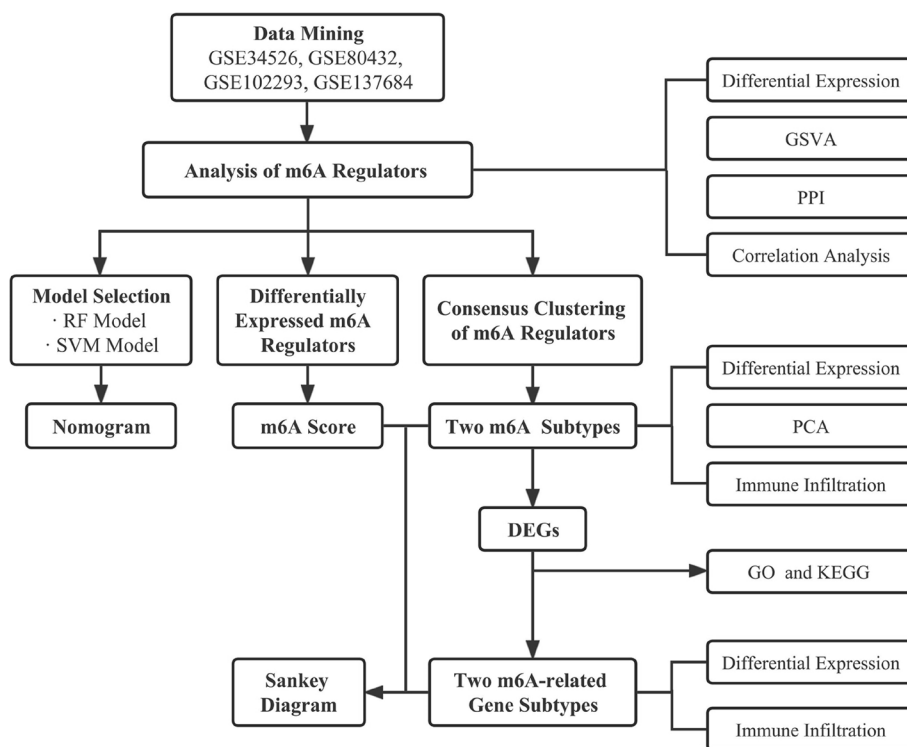 Data Mining
GSE34526, GSE80432,
GSE102293, GSE137684
Analysis of m6A Regulators
Differential Expression
GSVA
PPI
Correlation Analysis
Model Selection
· RF Model
· SVM Model
Differentially
Expressed m6A
Regulators
Consensus Clustering
of m6A Regulators
Nomogram
m6A Score
Two m6A Subtypes
Differential Expression
PCA
Immune Infiltration
DEGs
GO and KEGG
Sankey
Diagram
Two m6A-related
Gene Subtypes
Differential Expression
Immune Infiltration